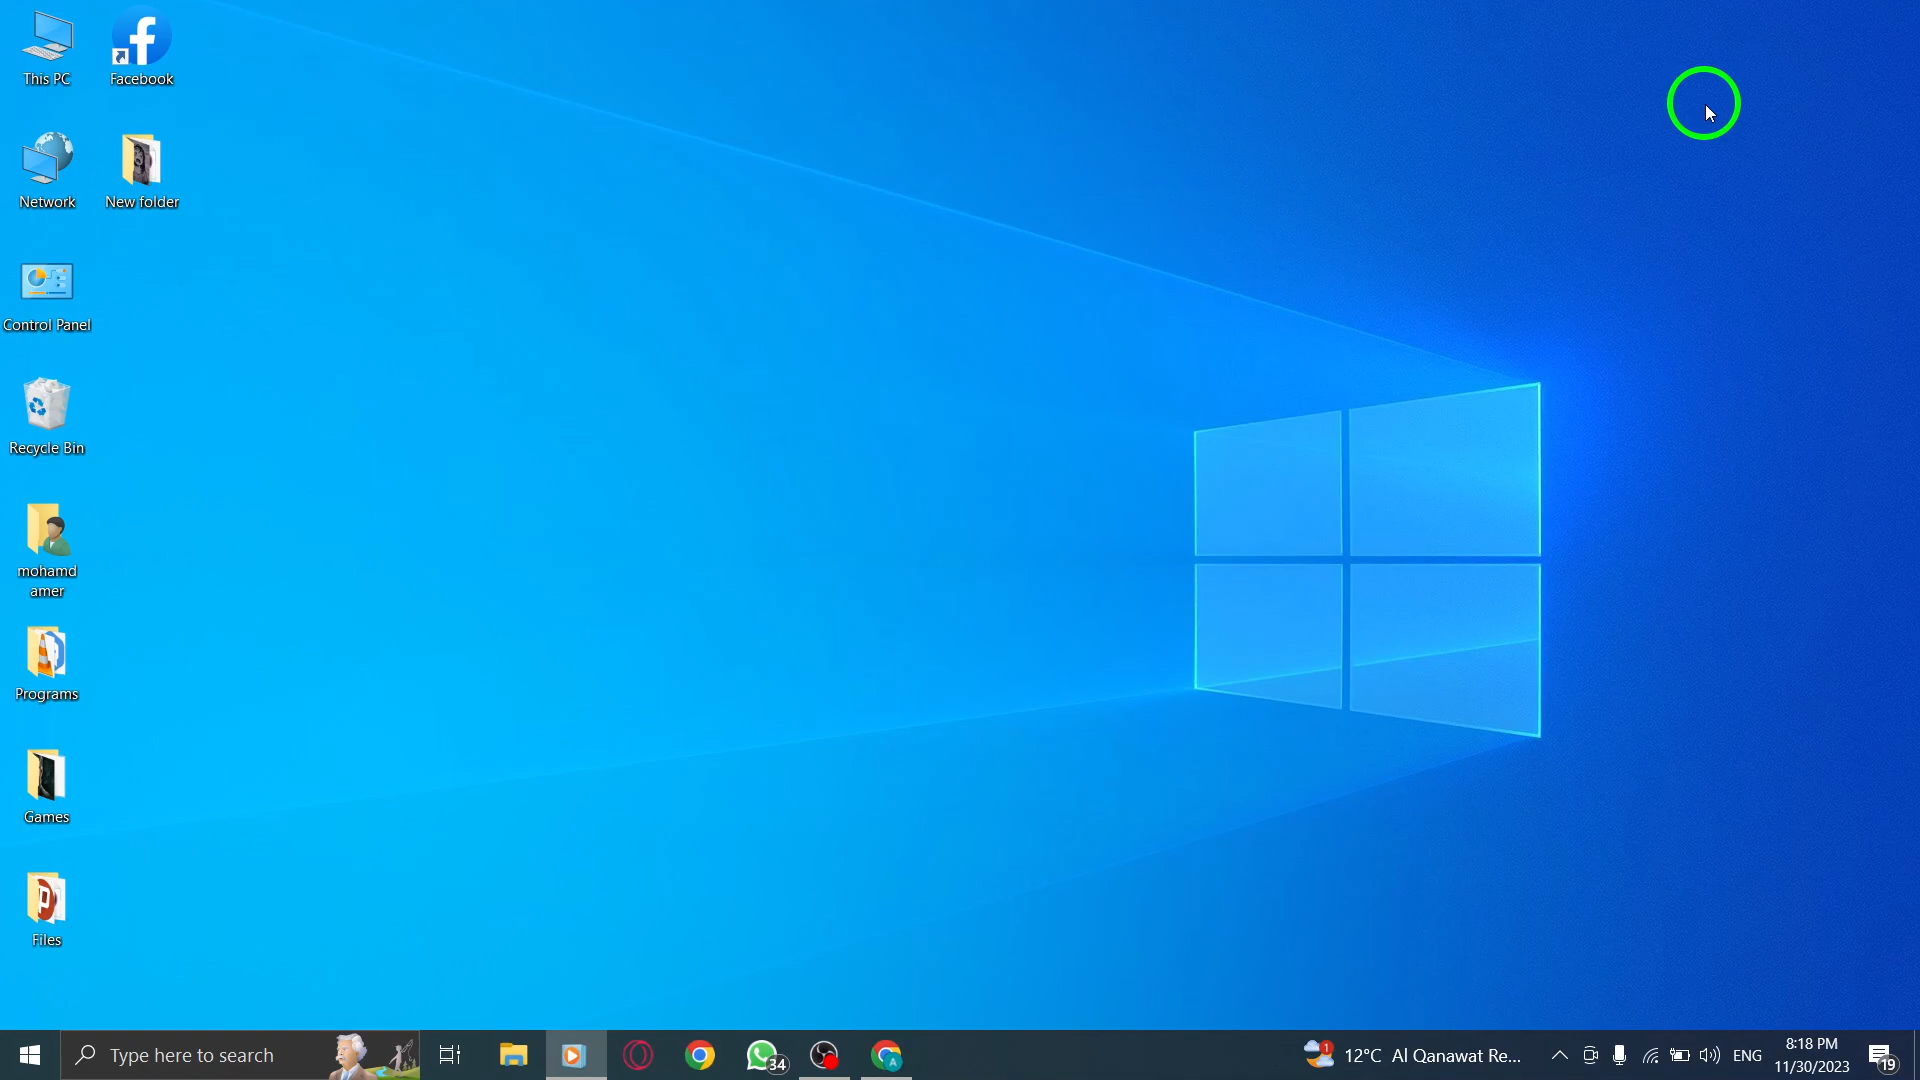 This PC
Facebook
Network
New folder
Control Panel
Recycle Bin
mohamd
amer
Programs
Games
Files
Type here to search
34
1
12°C Al Qanawat Re...
ENG
8:18 PM
11/30/2023
19
A